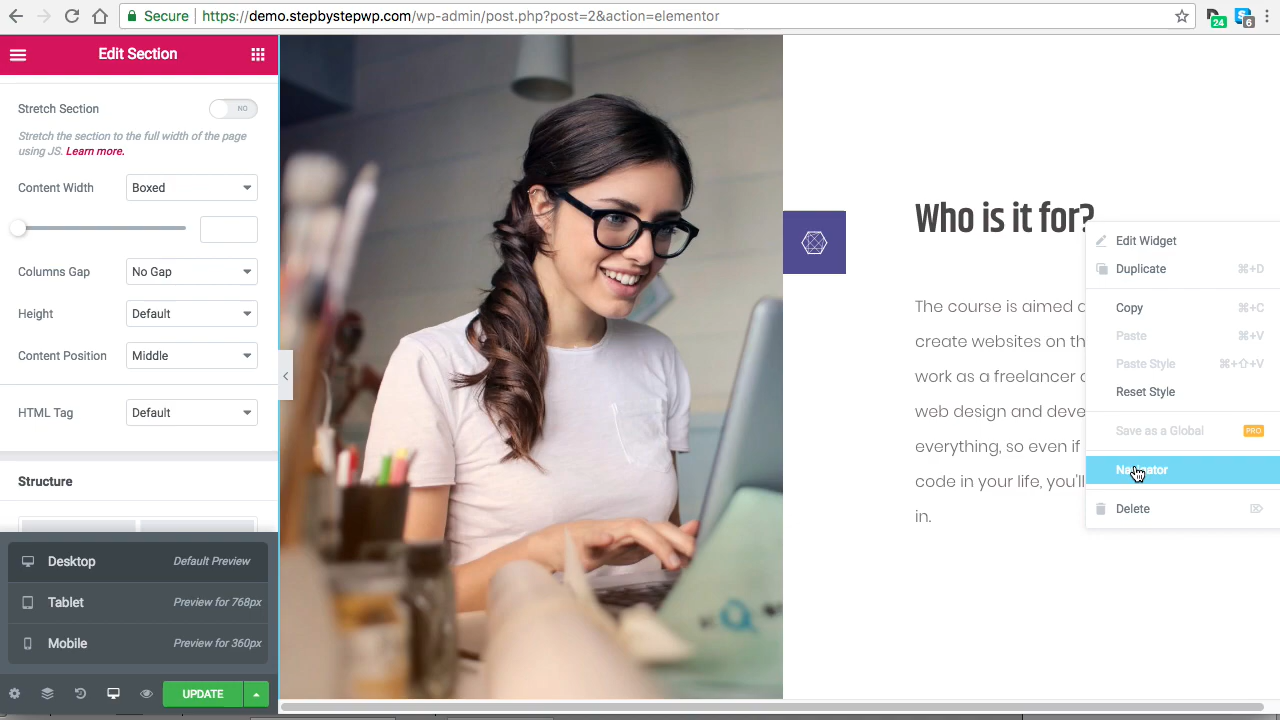 Secure https://demo.stepbystepwp.com/wp-admin/post.php?post=2&action=elementor
24
6
Edit Section
Stretch Section NO
Stretch the section to the full width of the page
using JS. Learn more.
Content Width Boxed
Columns Gap No Gap
Height Default
Content Position Middle
HTML Tag Default
Structure
Desktop Default Preview
Tablet Preview for 768px
Mobile Preview for 360px
UPDATE
Who is it for?
The course is aimed a
create websites on th
work as a freelancer o
web design and deve
everything, so even if
code in your life, you'll
in.
Edit Widget
Duplicate ⌘+D
Copy ⌘+C
Paste ⌘+V
Paste Style ⌘+⇧+V
Reset Style
Save as a Global PRO
Navigator
Delete ⌦